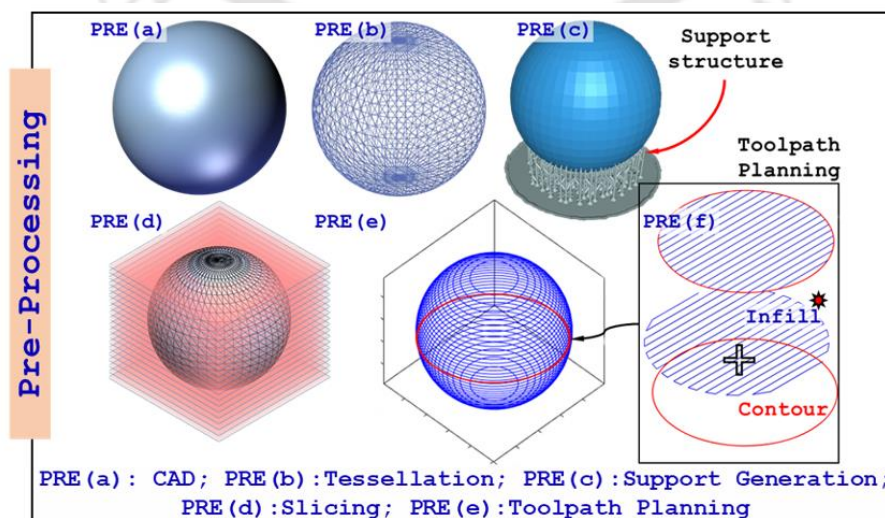 Pre-Processing
PRE(a)
PRE(b)
PRE(c)
Support
structure
Toolpath
Planning
PRE(d)
PRE(e)
PRE(f)
Infill
Contour
PRE(a): CAD; PRE(b):Tessellation; PRE(c):Support Generation;
PRE(d):Slicing; PRE(e):Toolpath Planning